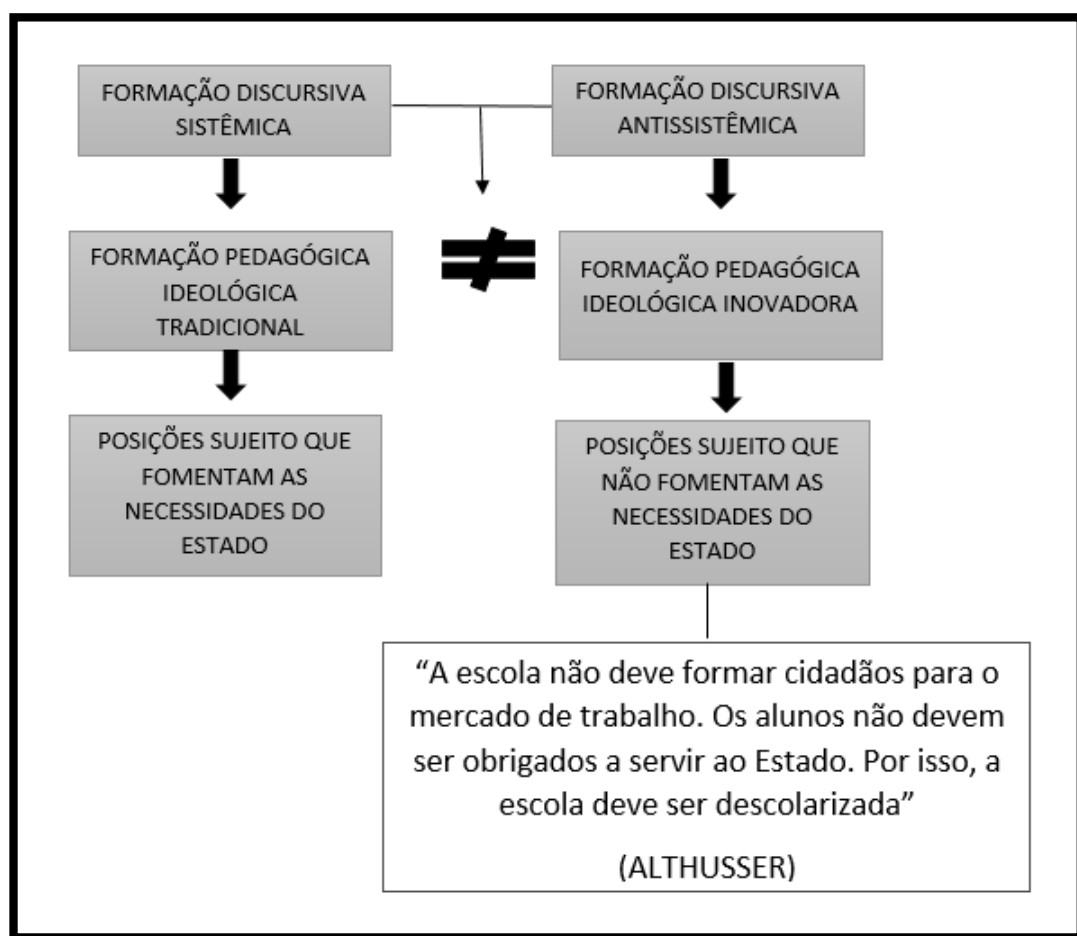 FORMAÇÃO DISCURSIVA
SISTÊMICA
FORMAÇÃO DISCURSIVA
ANTISSISTÊMICA
FORMAÇÃO PEDAGÓGICA
IDEOLÓGICA
TRADICIONAL
FORMAÇÃO PEDAGÓGICA
IDEOLÓGICA INOVADORA
POSIÇÕES SUJEITO QUE
FOMENTAM AS
NECESSIDADES DO
ESTADO
POSIÇÕES SUJEITO QUE
NÃO FOMENTAM AS
NECESSIDADES DO
ESTADO
“A escola não deve formar cidadãos para o
mercado de trabalho. Os alunos não devem
ser obrigados a servir ao Estado. Por isso, a
escola deve ser descolarizada”
(ALTHUSSER)